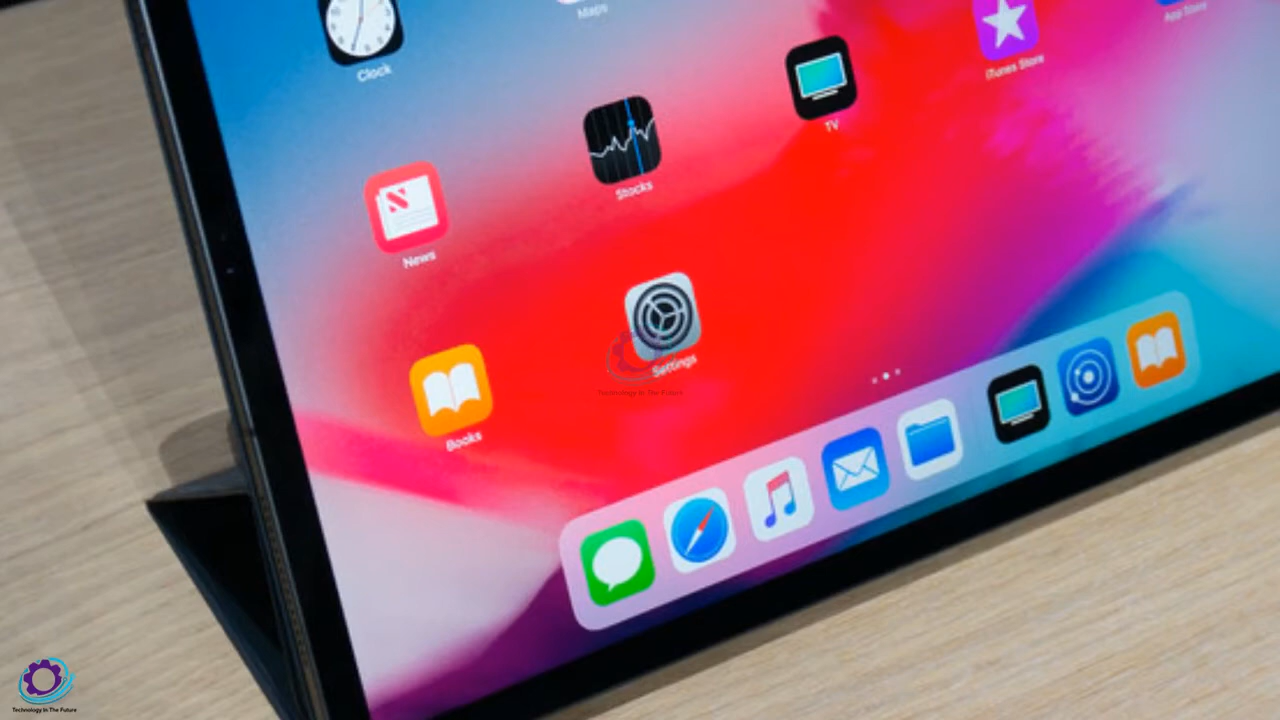 Maps
App Store
Clock
iTunes Store
TV
Stocks
News
Settings
Technology In The Future
Books
Technology In The Future